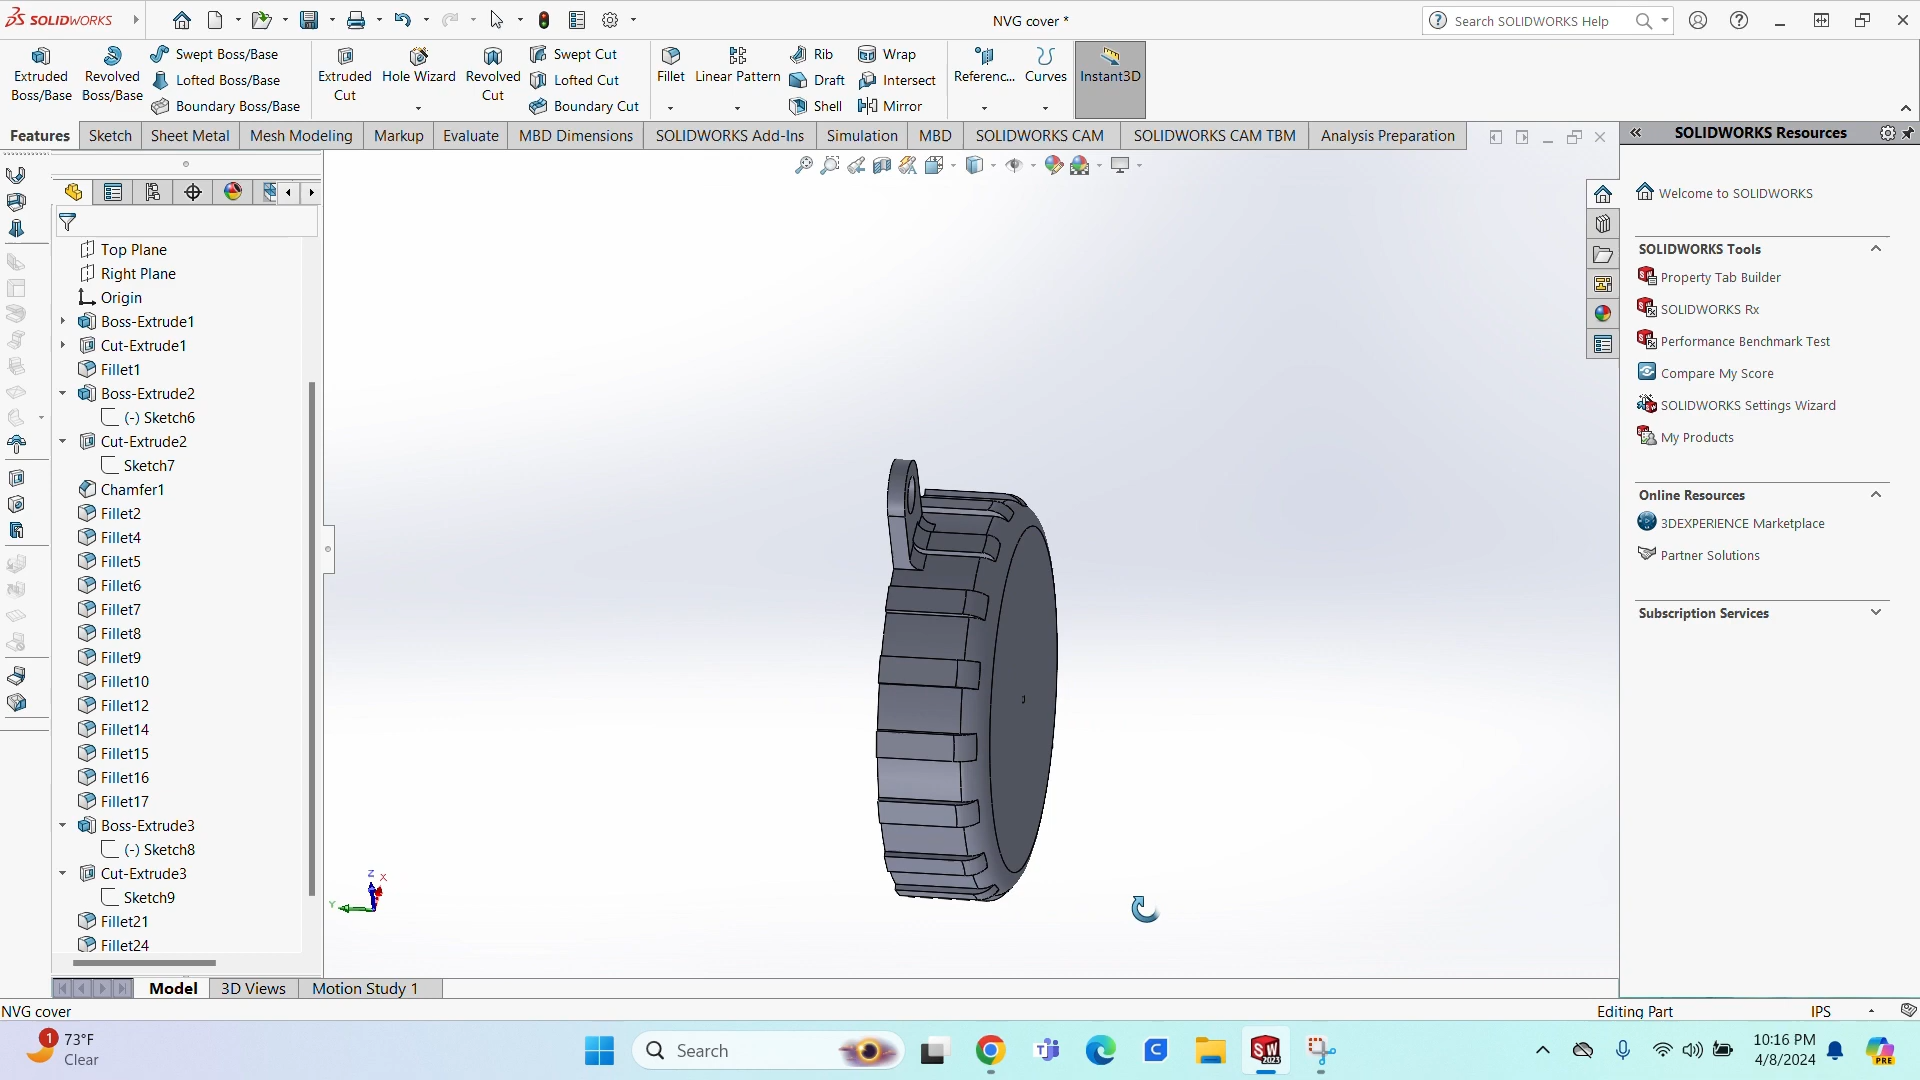 SOLIDWORKS
NVG cover *
Search SOLIDWORKS Help
Extruded Boss/Base
Revolved Boss/Base
Swept Boss/Base
Lofted Boss/Base
Boundary Boss/Base
Extruded Cut
Hole Wizard
Revolved Cut
Swept Cut
Lofted Cut
Boundary Cut
Fillet
Linear Pattern
Rib
Draft
Shell
Wrap
Intersect
Mirror
Referenc...
Curves
Instant3D
Features
Sketch
Sheet Metal
Mesh Modeling
Markup
Evaluate
MBD Dimensions
SOLIDWORKS Add-Ins
Simulation
MBD
SOLIDWORKS CAM
SOLIDWORKS CAM TBM
Analysis Preparation
SOLIDWORKS Resources
Top Plane
Right Plane
Origin
Boss-Extrude1
Cut-Extrude1
Fillet1
Boss-Extrude2
(-) Sketch6
Cut-Extrude2
Sketch7
Chamfer1
Fillet2
Fillet4
Fillet5
Fillet6
Fillet7
Fillet8
Fillet9
Fillet10
Fillet12
Fillet14
Fillet15
Fillet16
Fillet17
Boss-Extrude3
(-) Sketch8
Cut-Extrude3
Sketch9
Fillet21
Fillet24
Z
X
Y
Welcome to SOLIDWORKS
SOLIDWORKS Tools
Property Tab Builder
SOLIDWORKS Rx
Performance Benchmark Test
Compare My Score
SOLIDWORKS Settings Wizard
My Products
Online Resources
3DEXPERIENCE Marketplace
Partner Solutions
Subscription Services
Model
3D Views
Motion Study 1
NVG cover
Editing Part
IPS
1
73°F
Clear
Search
SW
2023
10:16 PM
4/8/2024
PRE